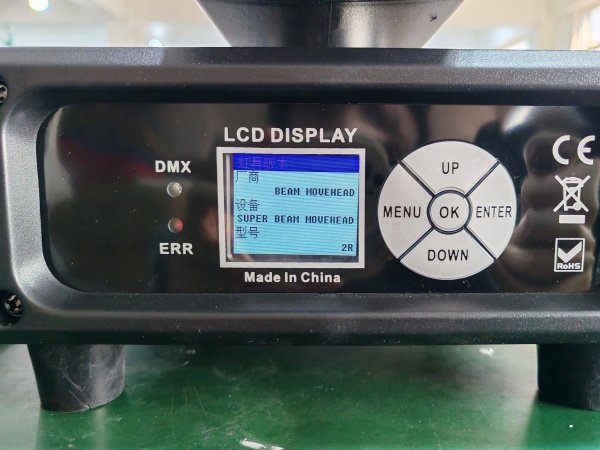 LCD DISPLAY
DMX
ERR
灯具版本
厂商
BEAM MOVEHEAD
设备
SUPER BEAM MOVEHEAD
型号
2R
Made In China
UP
MENU
OK
ENTER
DOWN
CE
RoHS